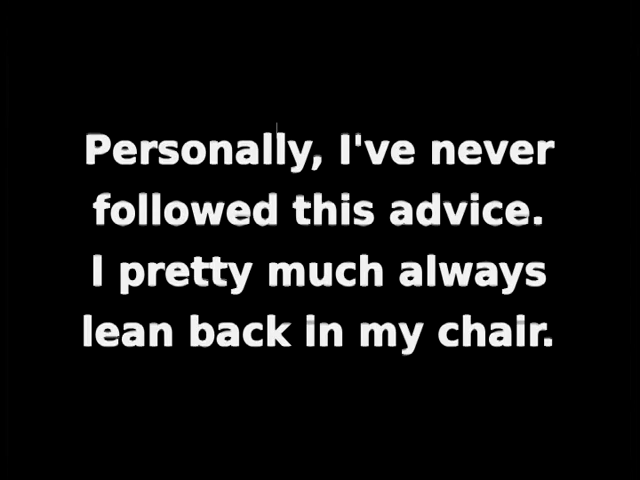 Personally, I've never
followed this advice.
I pretty much always
lean back in my chair.